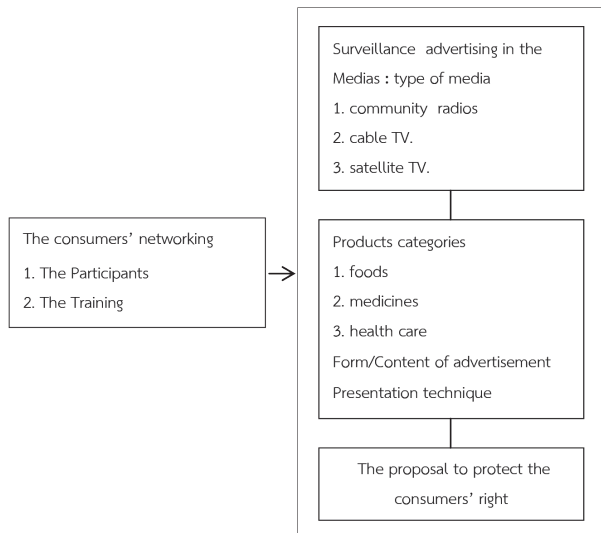 Surveillance advertising in the
Medias : type of media
1. community radios
2. cable TV.
3. satellite TV.
The consumers' networking
1. The Participants
2. The Training
Products categories
1. foods
2. medicines
3. health care
Form/Content of advertisement
Presentation technique
The proposal to protect the
consumers' right